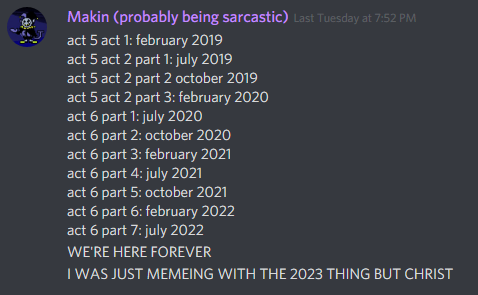 Makin (probably being sarcastic) Last Tuesday at 7:52 PM
act 5 act 1: february 2019
act 5 act 2 part 1: july 2019
act 5 act 2 part 2 october 2019
act 5 act 2 part 3: february 2020
act 6 part 1: july 2020
act 6 part 2: october 2020
act 6 part 3: february 2021
act 6 part 4: july 2021
act 6 part 5: october 2021
act 6 part 6: february 2022
act 6 part 7: july 2022
WE'RE HERE FOREVER
I WAS JUST MEMEING WITH THE 2023 THING BUT CHRIST